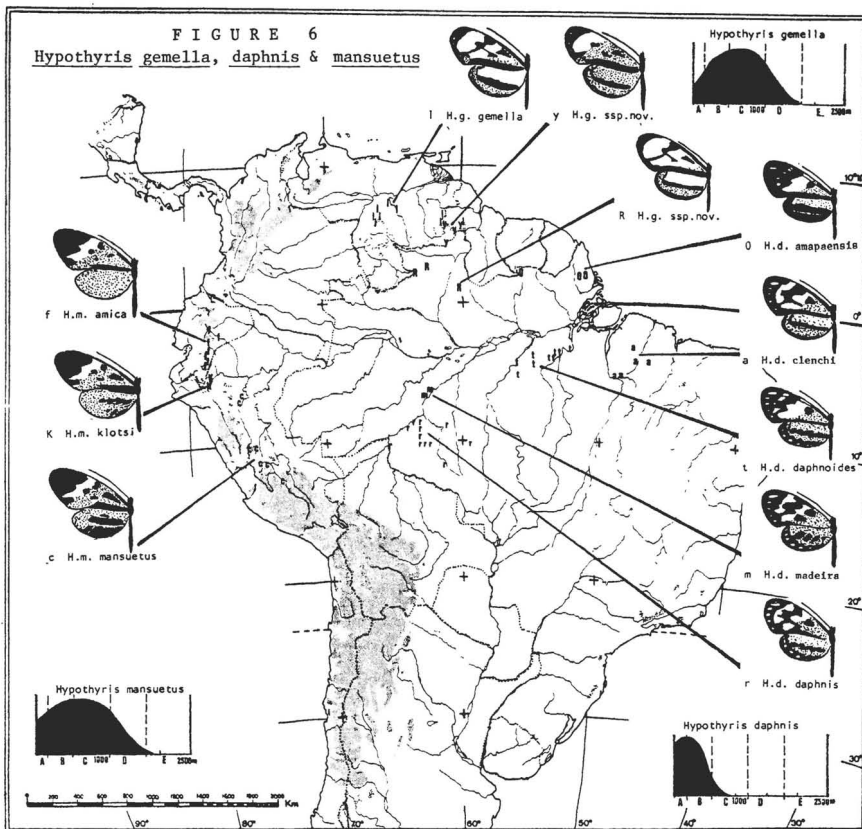 FIGURE 6
Hypothyris gemella, daphnis & mansuetus
Hypothyris gemella
A B C 1000 D E 2500m
l H.g. gemella
y H.g. ssp.nov.
R H.g. ssp.nov.
O H.d. amapaensis
a H.d. clenchi
t H.d. daphnoides
m H.d. madeira
r H.d. daphnis
f H.m. amica
K H.m. klotsi
c H.m. mansuetus
10°
0°
10°
20°
30°
Hypothyris mansuetus
A B C 1000 D E 2500m
Hypothyris daphnis
A B C 1000 D E 2500m
Km
90° 80° 70° 60° 50° 40° 30°